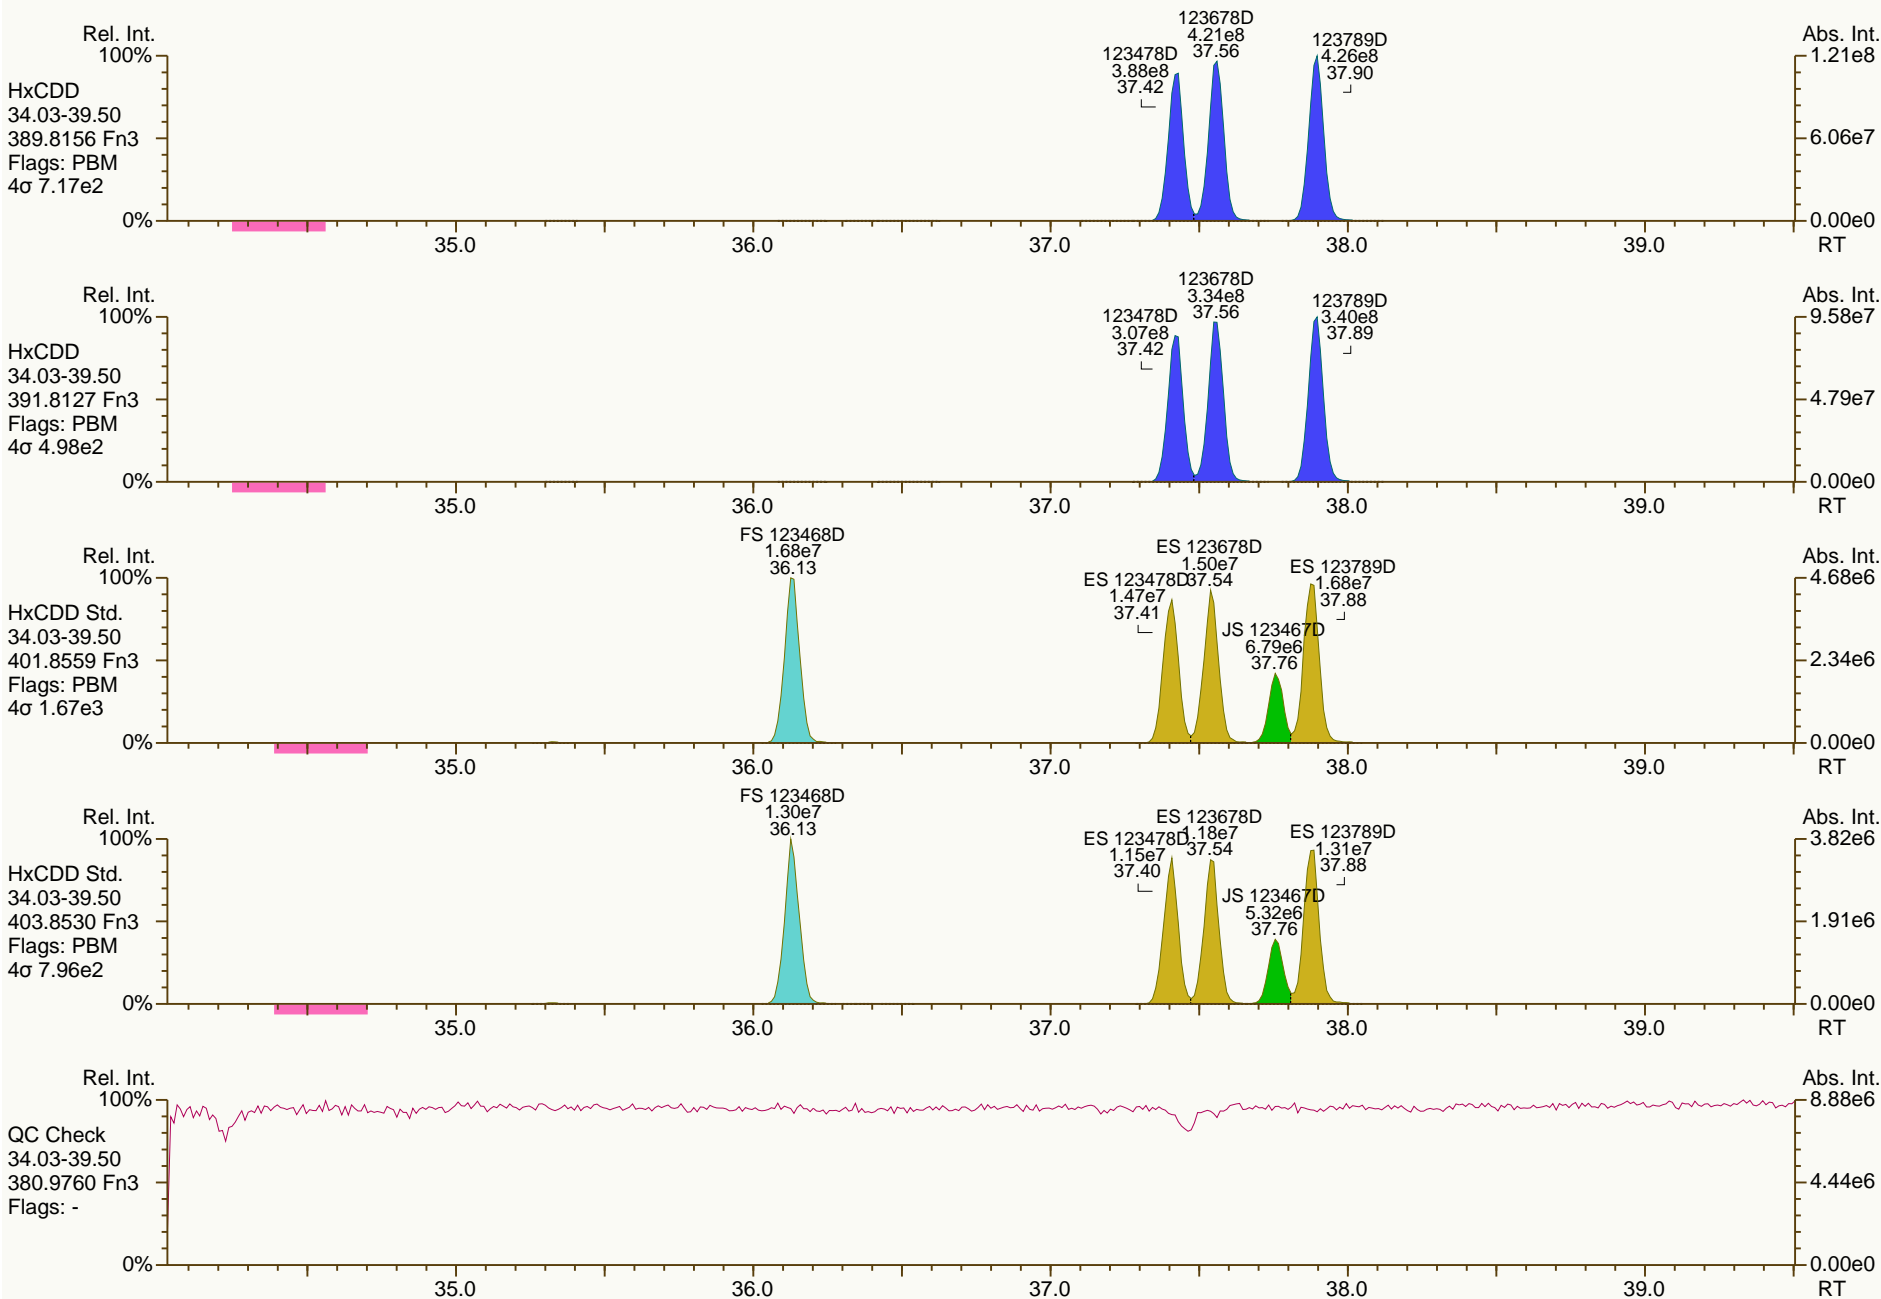 Rel. Int.
Abs. Int.
100%
0%
HxCDD
34.03-39.50
389.8156 Fn3
Flags: PBM
4σ 7.17e2
123478D
3.88e8
37.42
123678D
4.21e8
37.56
123789D
4.26e8
37.90
1.21e8
6.06e7
0.00e0
35.0 36.0 37.0 38.0 39.0 RT
Rel. Int.
Abs. Int.
100%
0%
HxCDD
34.03-39.50
391.8127 Fn3
Flags: PBM
4σ 4.98e2
123478D
3.07e8
37.42
123678D
3.34e8
37.56
123789D
3.40e8
37.89
9.58e7
4.79e7
0.00e0
35.0 36.0 37.0 38.0 39.0 RT
Rel. Int.
Abs. Int.
100%
0%
HxCDD Std.
34.03-39.50
401.8559 Fn3
Flags: PBM
4σ 1.67e3
FS 123468D
1.68e7
36.13
ES 123478D
1.47e7
37.41
ES 123678D
1.50e7
37.54
JS 123467D
6.79e6
37.76
ES 123789D
1.68e7
37.88
4.68e6
2.34e6
0.00e0
35.0 36.0 37.0 38.0 39.0 RT
Rel. Int.
Abs. Int.
100%
0%
HxCDD Std.
34.03-39.50
403.8530 Fn3
Flags: PBM
4σ 7.96e2
FS 123468D
1.30e7
36.13
ES 123478D
1.15e7
37.40
ES 123678D
1.18e7
37.54
JS 123467D
5.32e6
37.76
ES 123789D
1.31e7
37.88
3.82e6
1.91e6
0.00e0
35.0 36.0 37.0 38.0 39.0 RT
Rel. Int.
Abs. Int.
100%
0%
QC Check
34.03-39.50
380.9760 Fn3
Flags: -
8.88e6
4.44e6
0.00e0
35.0 36.0 37.0 38.0 39.0 RT